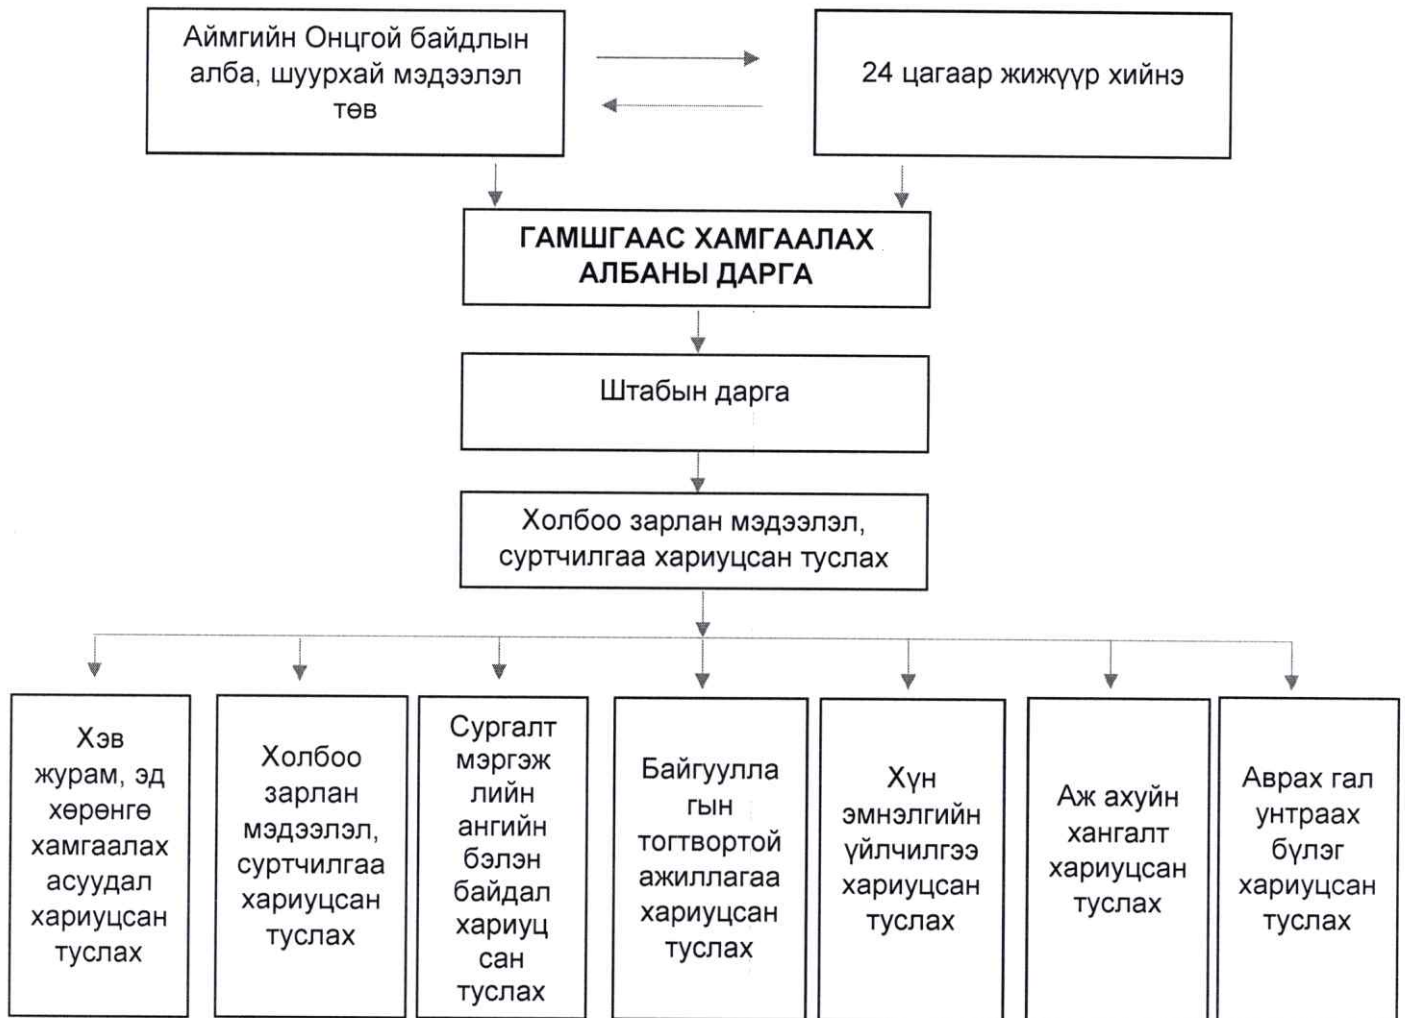 Аймгийн Онцгой байдлын
алба, шуурхай мэдээлэл
төв
24 цагаар жижүүр хийнэ
ГАМШГААС ХАМГААЛАХ
АЛБАНЫ ДАРГА
Штабын дарга
Холбоо зарлан мэдээлэл,
суртчилгаа хариуцсан туслах
Хэв
журам, эд
хөрөнгө
хамгаалах
асуудал
хариуцсан
туслах
Холбоо
зарлан
мэдээлэл,
суртчилгаа
хариуцсан
туслах
Сургалт
мэргэж
лийн
ангийн
бэлэн
байдал
хариуц
сан
туслах
Байгуулла
гын
тогтвортой
ажиллагаа
хариуцсан
туслах
Хүн
эмнэлгийн
үйлчилгээ
хариуцсан
туслах
Аж ахуйн
хангалт
хариуцсан
туслах
Аврах гал
унтраах
бүлэг
хариуцсан
туслах